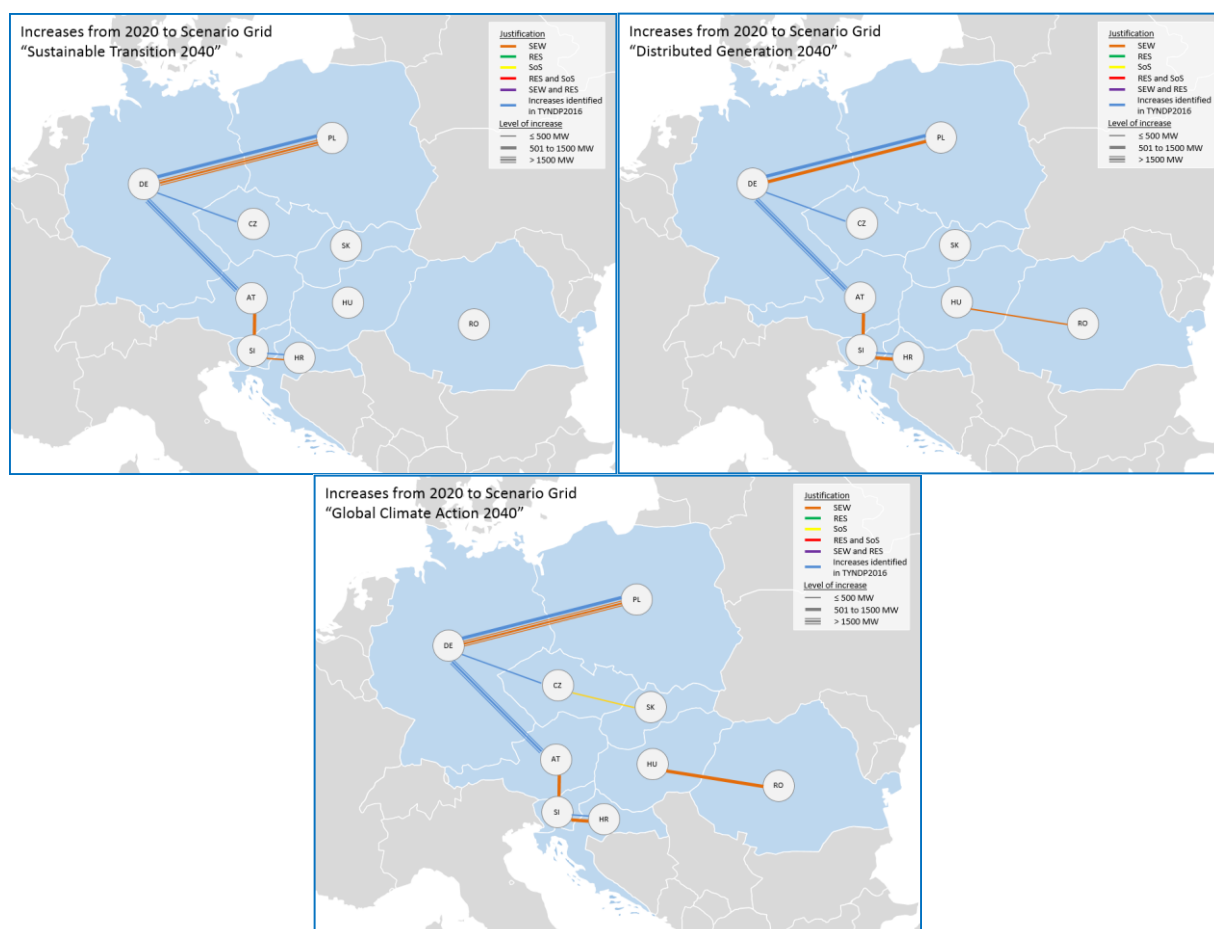 Increases from 2020 to Scenario Grid
“Sustainable Transition 2040”
Justification
SEW
RES
SoS
RES and SoS
SEW and RES
Increases identified
in TYNDP2016
Level of increase
≤ 500 MW
501 to 1500 MW
> 1500 MW
PL
DE
CZ
SK
AT
HU
RO
SI
HR
Increases from 2020 to Scenario Grid
“Distributed Generation 2040”
Justification
SEW
RES
SoS
RES and SoS
SEW and RES
Increases identified
in TYNDP2016
Level of increase
≤ 500 MW
501 to 1500 MW
> 1500 MW
PL
DE
CZ
SK
AT
HU
RO
SI
HR
Increases from 2020 to Scenario Grid
“Global Climate Action 2040”
Justification
SEW
RES
SoS
RES and SoS
SEW and RES
Increases identified
in TYNDP2016
Level of increase
≤ 500 MW
501 to 1500 MW
> 1500 MW
PL
DE
CZ
SK
AT
HU
RO
SI
HR